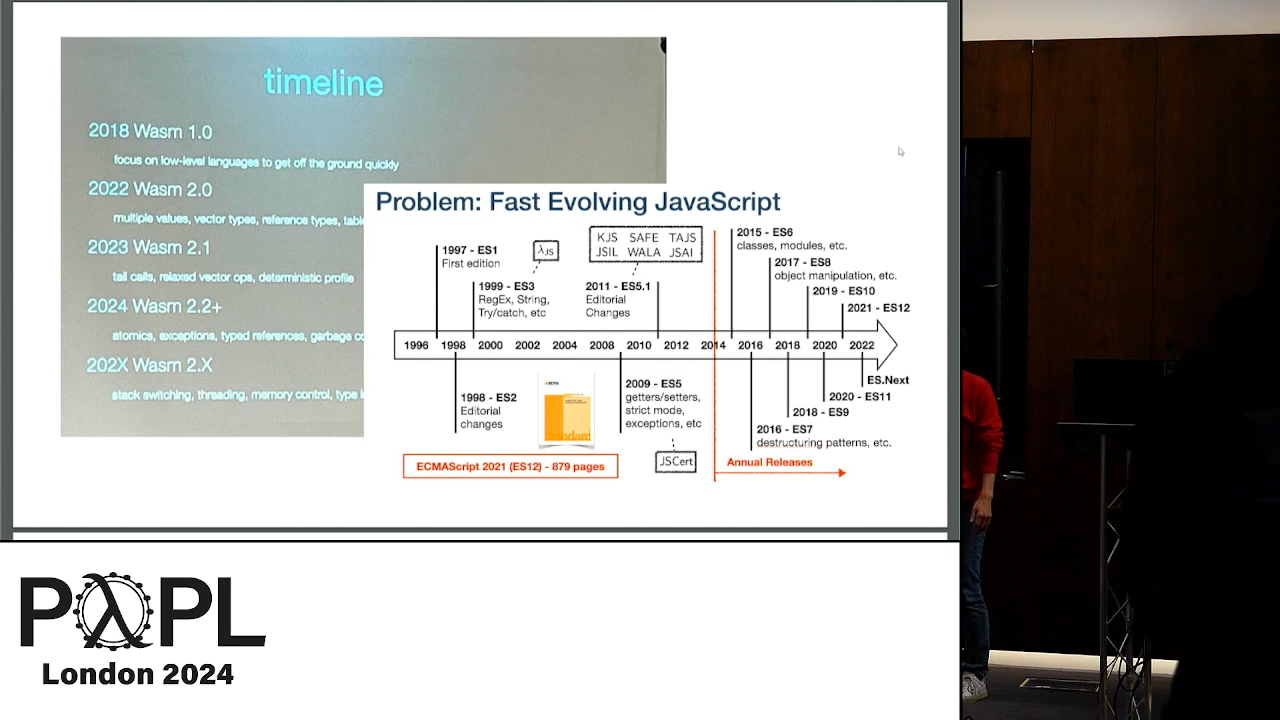 timeline
2018 Wasm 1.0
focus on low-level languages to get off the ground quickly
2022 Wasm 2.0
multiple values, vector types, reference types,
2023 Wasm 2.1
tail calls, relaxed vector ops, deterministic profile
2024 Wasm 2.2+
atomics, exceptions, typed references, garbage
202X Wasm 2.X
stack switching, threading, memory control, type
Problem: Fast Evolving JavaScript
1997 - ES1
First edition
λJS
KJS SAFE TAJS
JSIL WALA JSAI
2015 - ES6
classes, modules, etc.
2017 - ES8
object manipulation, etc.
1999 - ES3
RegEx, String,
Try/catch, etc
2011 - ES5.1
Editorial
Changes
2019 - ES10
2021 - ES12
1996 1998 2000 2002 2004 2008 2010 2012 2014 2016 2018 2020 2022
ES.Next
1998 - ES2
Editorial
changes
2009 - ES5
getters/setters,
strict mode,
exceptions, etc
2020 - ES11
2018 - ES9
2016 - ES7
destructuring patterns, etc.
ECMAScript 2021 (ES12) - 879 pages
JSCert
Annual Releases
PλPL
London 2024